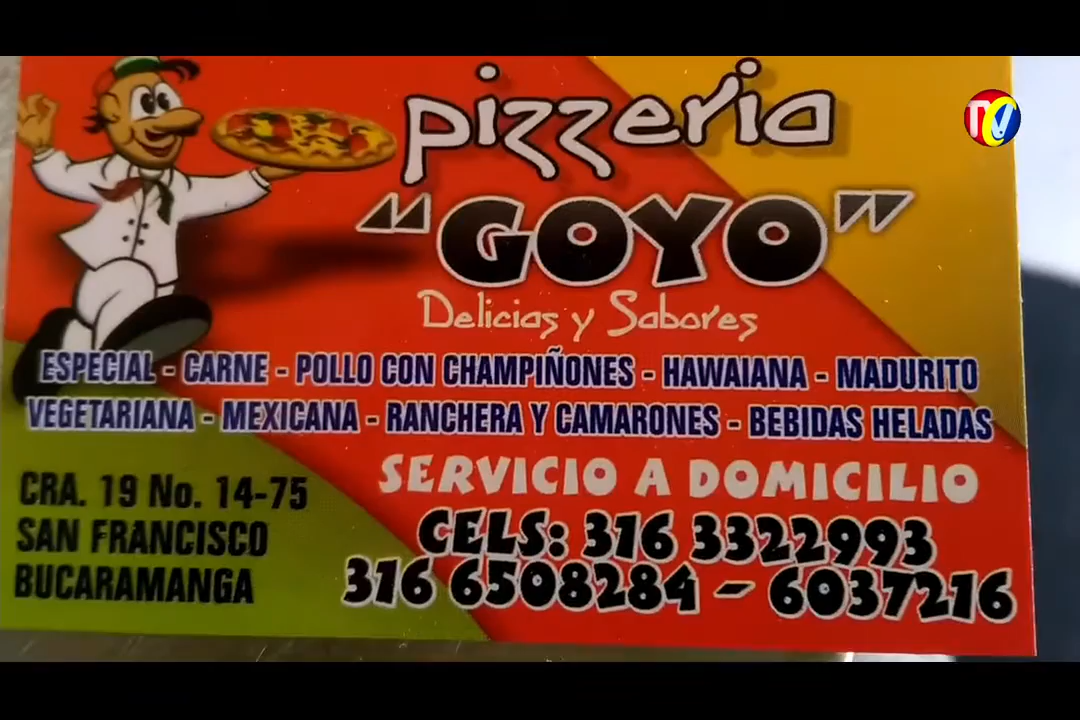 TVC
pizzeria
"GOYO"
Delicias y Sabores
ESPECIAL - CARNE - POLLO CON CHAMPIÑONES - HAWAIANA - MADURITO
VEGETARIANA - MEXICANA - RANCHERA Y CAMARONES - BEBIDAS HELADAS
SERVICIO A DOMICILIO
CRA. 19 No. 14-75
SAN FRANCISCO
BUCARAMANGA
CELS: 316 3322993
316 6508284 - 6037216